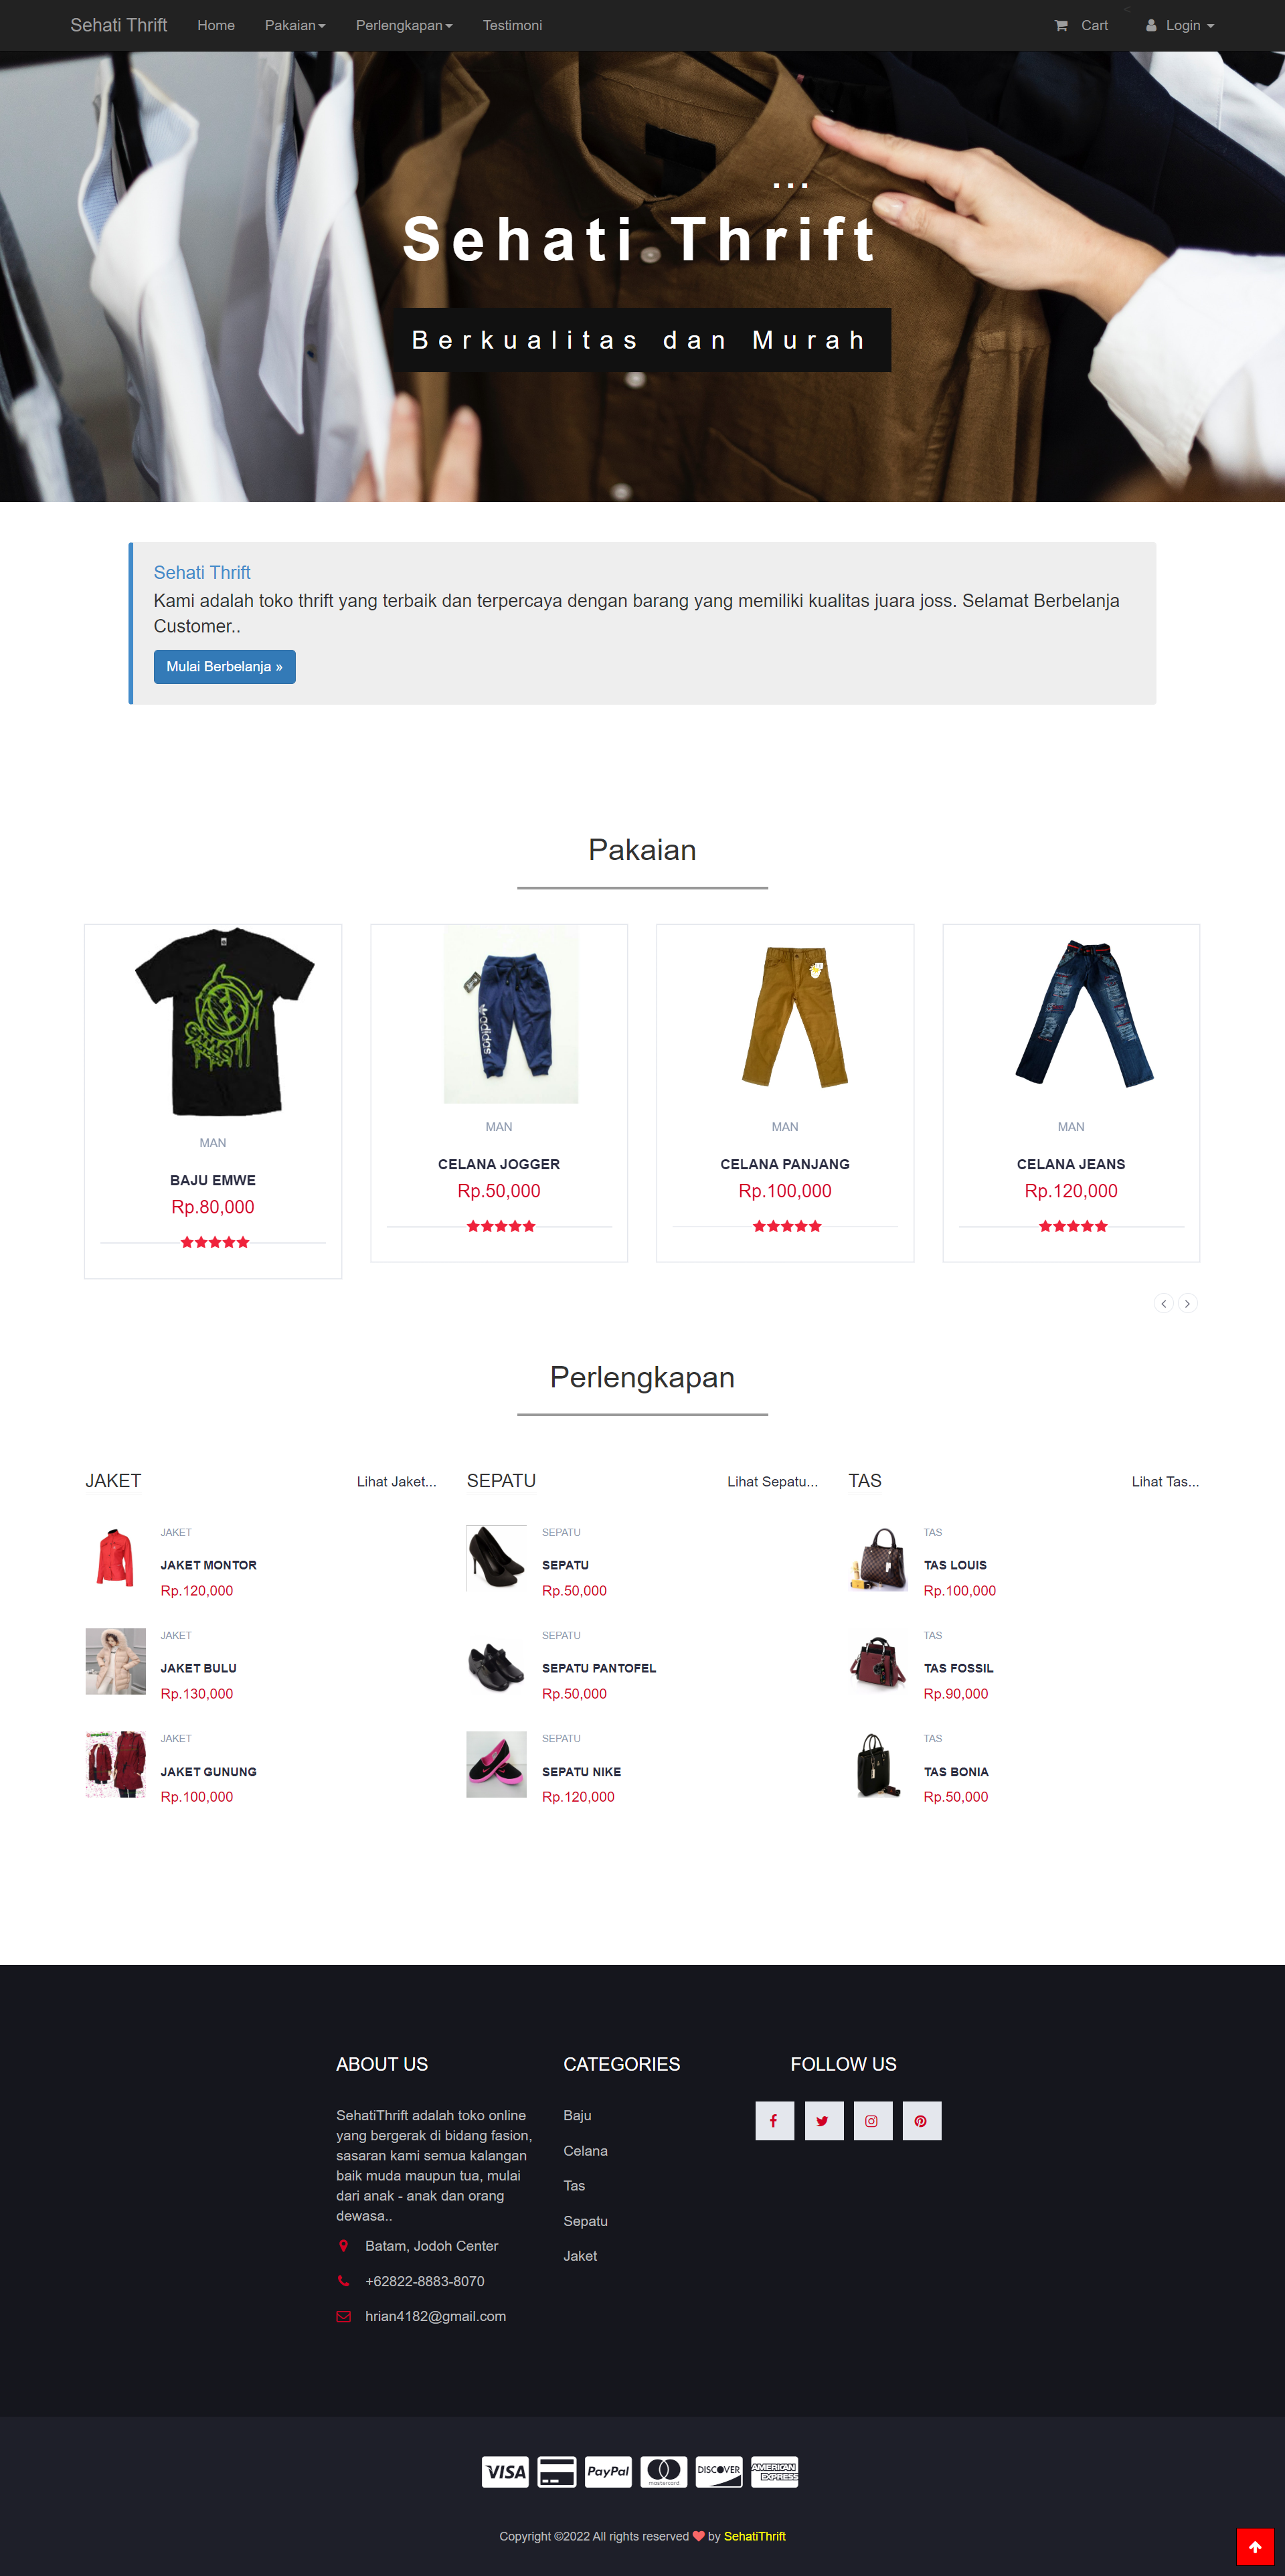 Sehati Thrift Home Pakaian Perlengkapan Testimoni Cart < Login
...
Sehati Thrift
Berkualitas dan Murah
Sehati Thrift
Kami adalah toko thrift yang terbaik dan terpercaya dengan barang yang memiliki kualitas juara joss. Selamat Berbelanja
Customer..
Mulai Berbelanja »
Pakaian
adidas
MAN
BAJU EMWE
Rp.80,000
MAN
CELANA JOGGER
Rp.50,000
MAN
CELANA PANJANG
Rp.100,000
MAN
CELANA JEANS
Rp.120,000
Perlengkapan
JAKET Lihat Jaket...
JAKET
JAKET MONTOR
Rp.120,000
JAKET
JAKET BULU
Rp.130,000
JAKET
JAKET GUNUNG
Rp.100,000
SEPATU Lihat Sepatu...
SEPATU
SEPATU
Rp.50,000
SEPATU
SEPATU PANTOFEL
Rp.50,000
SEPATU
SEPATU NIKE
Rp.120,000
TAS Lihat Tas...
TAS
TAS LOUIS
Rp.100,000
TAS
TAS FOSSIL
Rp.90,000
TAS
TAS BONIA
Rp.50,000
ABOUT US
SehatiThrift adalah toko online
yang bergerak di bidang fasion,
sasaran kami semua kalangan
baik muda maupun tua, mulai
dari anak - anak dan orang
dewasa..
Batam, Jodoh Center
+62822-8883-8070
hrian4182@gmail.com
CATEGORIES
Baju
Celana
Tas
Sepatu
Jaket
FOLLOW US
VISA PayPal mastercard DISCOVER AMERICAN EXPRESS
Copyright ©2022 All rights reserved by SehatiThrift